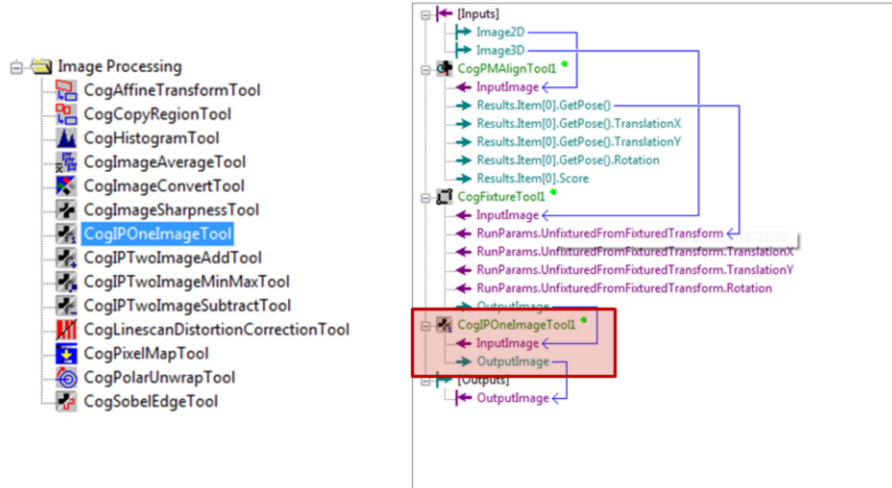 Image Processing
CogAffineTransformTool
CogCopyRegionTool
CogHistogramTool
CogImageAverageTool
CogImageConvertTool
CogImageSharpnessTool
CogIPOneImageTool
CogIPTwoImageAddTool
CogIPTwoImageMinMaxTool
CogIPTwoImageSubtractTool
CogLinescanDistortionCorrectionTool
CogPixelMapTool
CogPolarUnwrapTool
CogSobelEdgeTool
[Inputs]
Image2D
Image3D
CogPMAlignTool1
InputImage
Results.Item[0].GetPose()
Results.Item[0].GetPose().TranslationX
Results.Item[0].GetPose().TranslationY
Results.Item[0].GetPose().Rotation
Results.Item[0].Score
CogFixtureTool1
InputImage
RunParams.UnfixturedFromFixturedTransform
RunParams.UnfixturedFromFixturedTransform.TranslationX
RunParams.UnfixturedFromFixturedTransform.TranslationY
RunParams.UnfixturedFromFixturedTransform.Rotation
OutputImage
CogIPOneImageTool1
InputImage
OutputImage
[Outputs]
OutputImage